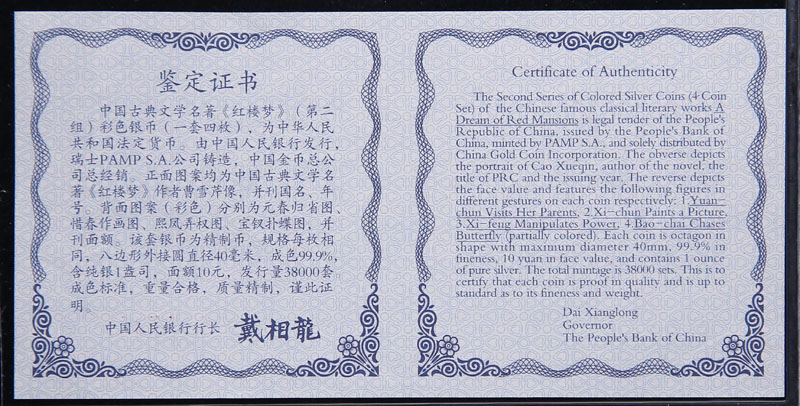 鉴定证书
中国古典文学名著《红楼梦》(第二
组)彩色银币(一套四枚),为中华人民
共和国法定货币。由中国人民银行发行,
瑞士PAMP S.A.公司铸造,中国金币总公
司总经销。正面图案均为中国古典文学名
著《红楼梦》作者曹雪芹像,并刊国名、年
号。背面图案(彩色)分别为元春归省图、
惜春作画图、熙凤弄权图、宝钗扑蝶图,并
刊面额。该套银币为精制币,规格每枚相
同,八边形外接圆直径40毫米,成色99.9%,
含纯银1盎司,面额10元,发行量38000套。
成色标准,重量合格,质量精制,谨此证
明。
中国人民银行行长 戴相龍
Certificate of Authenticity
The Second Series of Colored Silver Coins (4-Coin
Set) of the Chinese famous classical literary works A
Dream of Red Mansions is legal tender of the People's
Republic of China, issued by the People's Bank of
China, minted by PAMP S.A., and solely distributed by
China Gold Coin Incorporation. The obverse depicts
the portrait of Cao Xueqin, author of the novel, the
title of PRC and the issuing year. The reverse depicts
the face value and features the following figures in
different gestures on each coin respectively: 1.Yuan-
chun Visits Her Parents, 2.Xi-chun Paints a Picture,
3.Xi-feng Manipulates Power, 4.Bao-chai Chases
Butterfly (partially colored). Each coin is octagon in
shape with maximum diameter 40mm, 99.9% in
fineness, 10 yuan in face value, and contains 1 ounce
of pure silver. The total mintage is 38000 sets. This is to
certify that each coin is proof in quality and is up to
standard as to its fineness and weight.
Dai Xianglong
Governor
The People's Bank of China